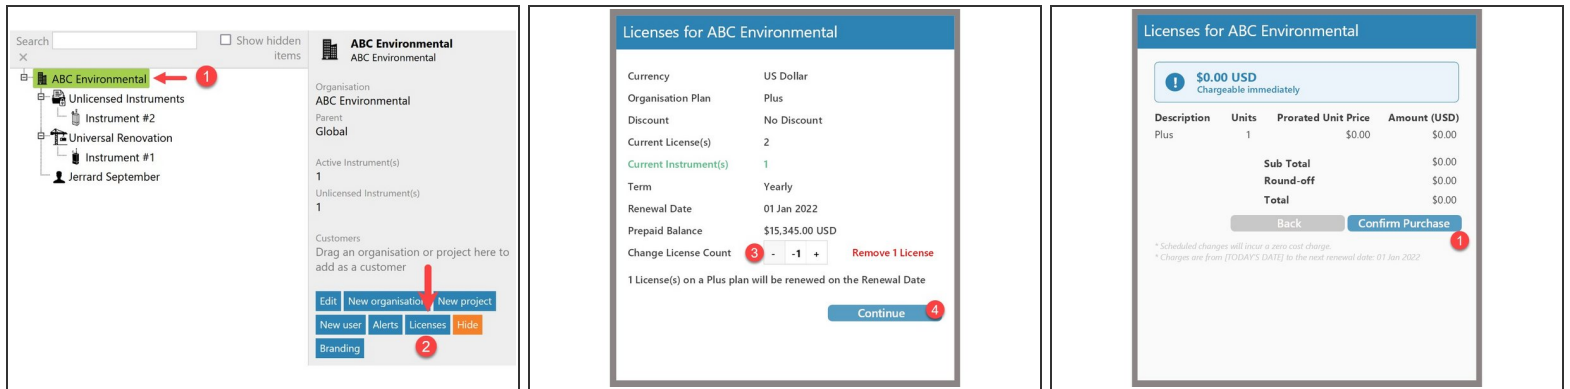 Search
Show hidden
items
ABC Environmental
1
Unlicensed Instruments
Instrument #2
Universal Renovation
Instrument #1
Jerrard September
ABC Environmental
ABC Environmental
Organisation
ABC Environmental
Parent
Global
Active Instrument(s)
1
Unlicensed Instrument(s)
1
Customers
Drag an organisation or project here to
add as a customer
Edit New organisation New project
New user Alerts Licenses Hide
Branding 2
Licenses for ABC Environmental
Currency US Dollar
Organisation Plan Plus
Discount No Discount
Current License(s) 2
Current Instrument(s) 1
Term Yearly
Renewal Date 01 Jan 2022
Prepaid Balance $15,345.00 USD
Change License Count 3 - -1 + Remove 1 License
1 License(s) on a Plus plan will be renewed on the Renewal Date
Continue 4
Licenses for ABC Environmental
! $0.00 USD
Chargeable immediately
Description Units Prorated Unit Price Amount (USD)
Plus 1 $0.00 $0.00
Sub Total $0.00
Round-off $0.00
Total $0.00
Back Confirm Purchase
1
* Scheduled changes will incur a zero cost charge.
* Charges are from [TODAY'S DATE] to the next renewal date: 01 Jan 2022